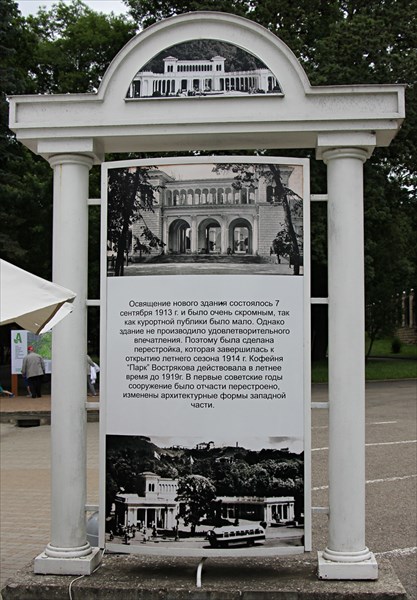 Освящение нового здания состоялось 7
сентября 1913 г. и было очень скромным, так
как курортной публики было мало. Однако
здание не производило удовлетворительного
впечатления. Поэтому была сделана
перестройка, которая завершилась к
открытию летнего сезона 1914 г. Кофейня
"Парк" Вострякова действовала в летнее
время до 1919г. В первые советские годы
сооружение было отчасти перестроено,
изменены архитектурные формы западной
части.
А